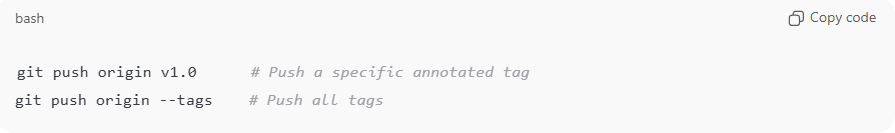 bash
Copy code
git push origin v1.0      # Push a specific annotated tag
git push origin --tags    # Push all tags